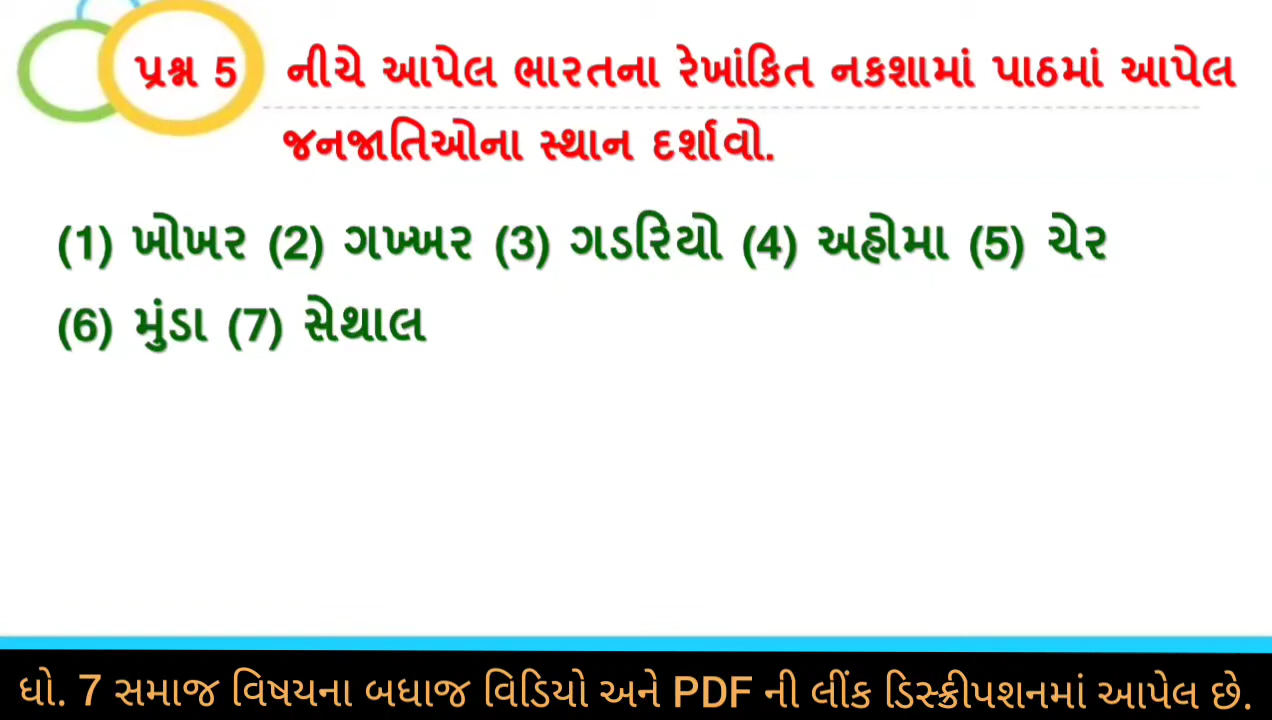 પ્રશ્ન 5 નીચે આપેલ ભારતના રેખાંકિત નકશામાં પાઠમાં આપેલ
જનજાતિઓના સ્થાન દર્શાવો.
(1) ખોખર (2) ગખ્ખર (3) ગડરિયો (4) અહોમા (5) ચેર
(6) મુંડા (7) સેથાલ
ધો. 7 સમાજ વિષયના બધાજ વિડિયો અને PDF ની લીંક ડિસ્ક્રીપશનમાં આપેલ છે.